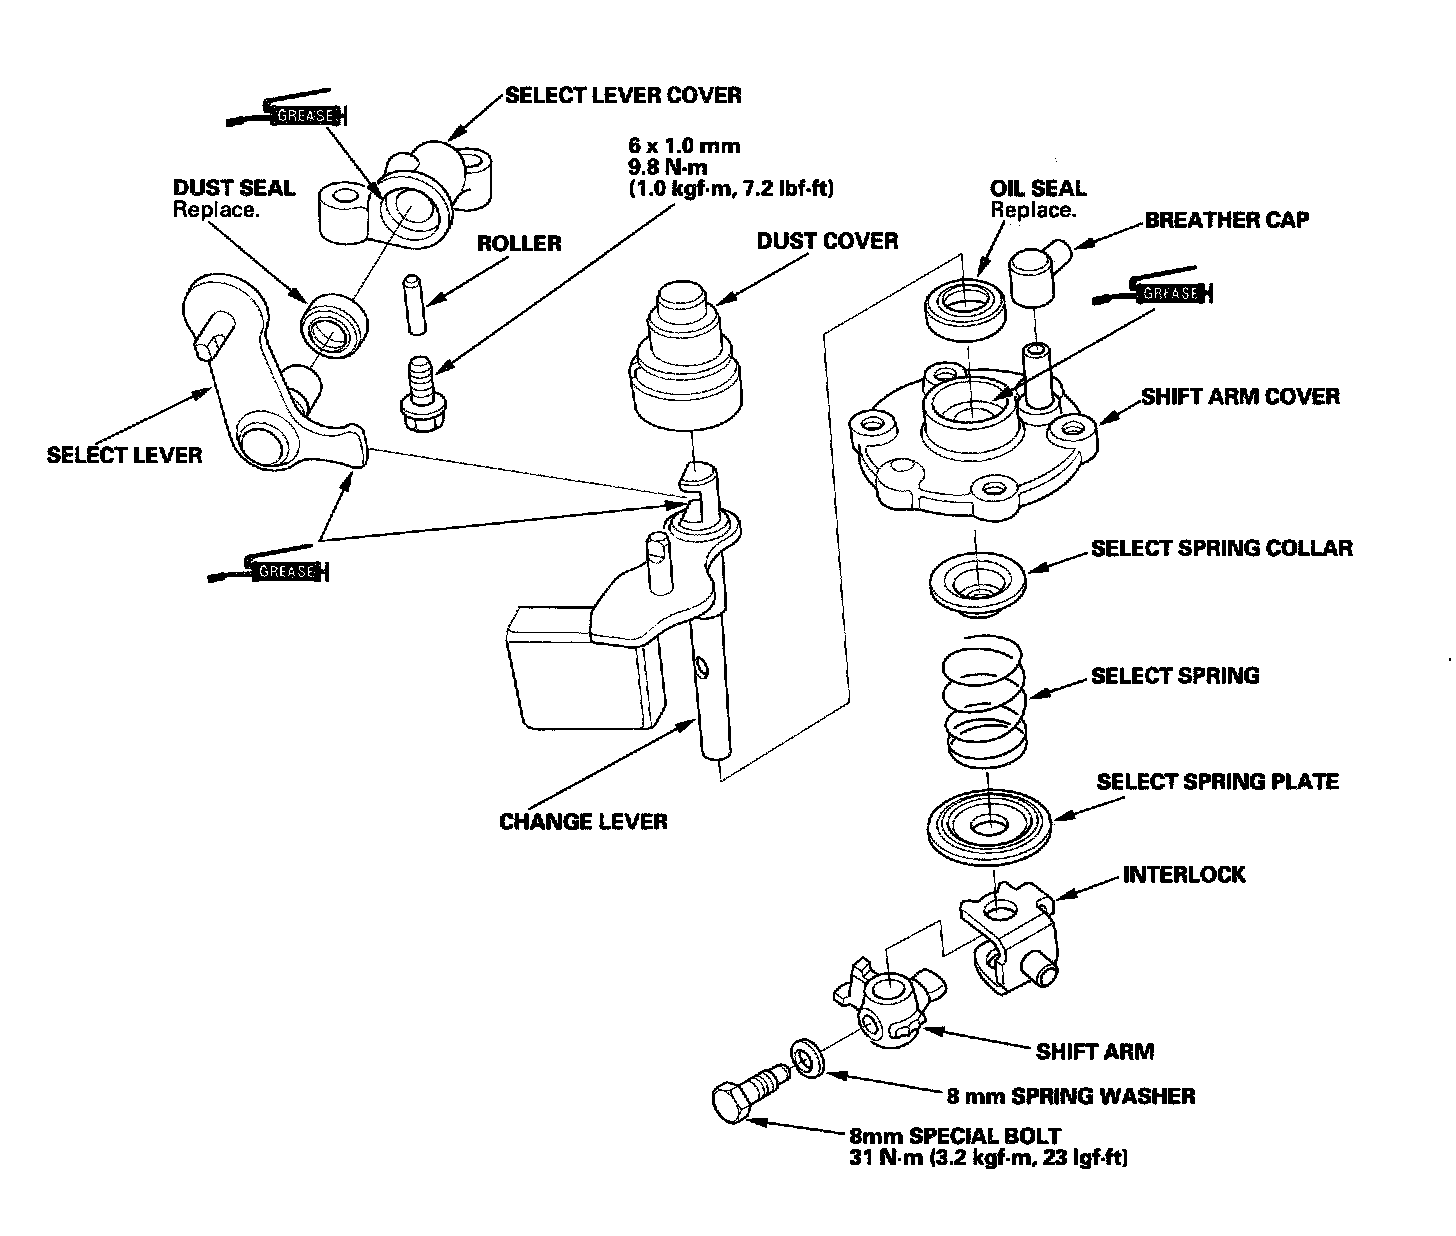 SELECT LEVER COVER
GREASE
6 x 1.0 mm
9.8 N·m
(1.0 kgf·m, 7.2 lbf·ft)
DUST SEAL
Replace.
ROLLER
DUST COVER
OIL SEAL
Replace.
BREATHER CAP
GREASE
SHIFT ARM COVER
SELECT LEVER
GREASE
SELECT SPRING COLLAR
SELECT SPRING
SELECT SPRING PLATE
CHANGE LEVER
INTERLOCK
SHIFT ARM
8 mm SPRING WASHER
8mm SPECIAL BOLT
31 N·m (3.2 kgf·m, 23 lgf·ft)